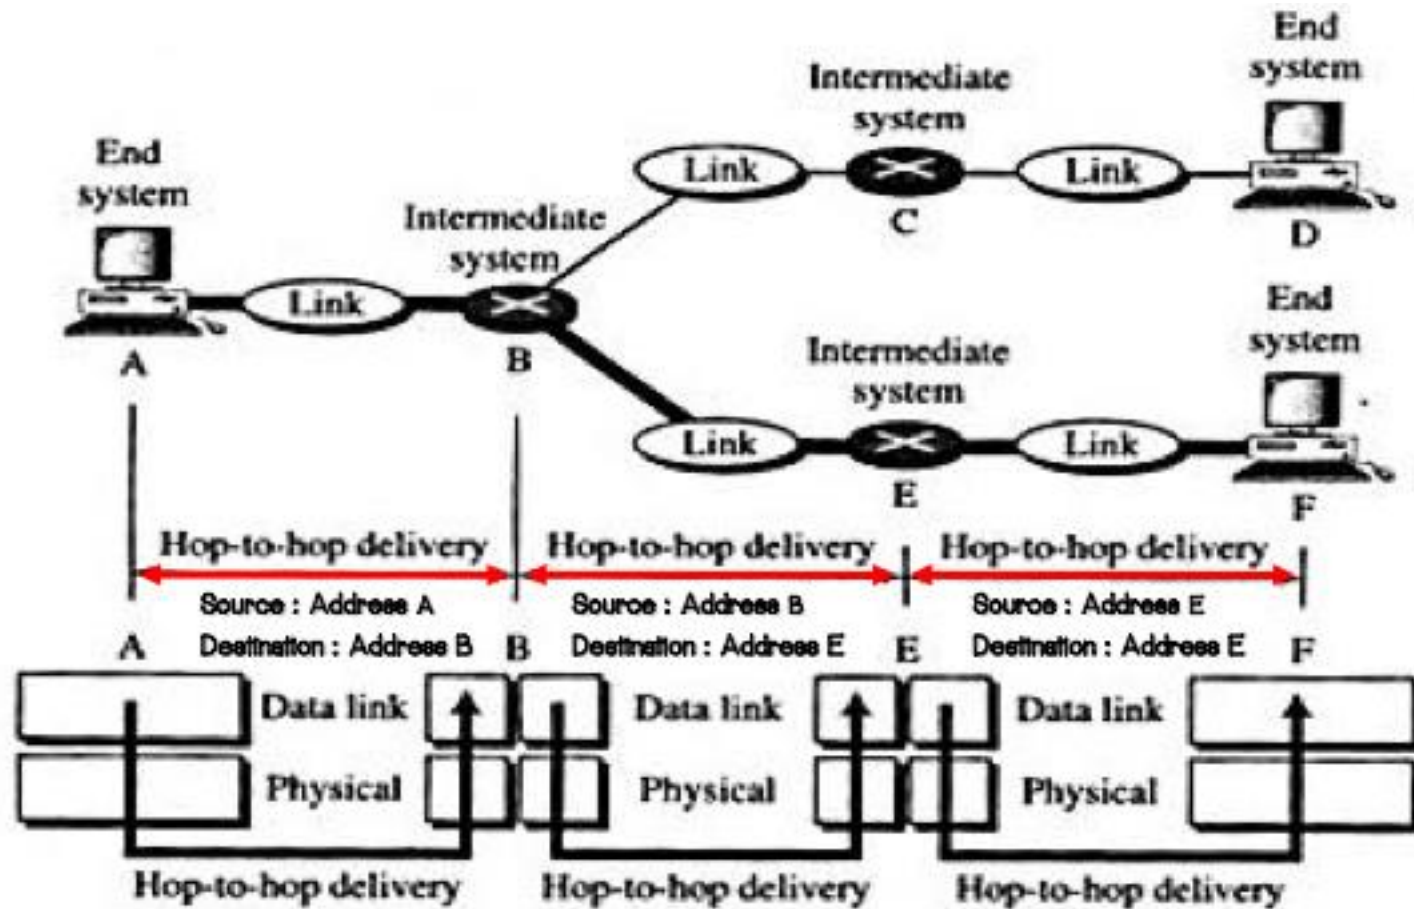 End
system
Intermediate
system
Link
C
Link
D
End
system
A
Link
Intermediate
system
B
End
system
Intermediate
system
Link
E
Link
F
Hop-to-hop delivery
Hop-to-hop delivery
Hop-to-hop delivery
Source : Address A
Destination : Address B
Source : Address B
Destination : Address E
Source : Address E
Destination : Address E
A
B
E
F
Data link
Data link
Data link
Physical
Physical
Physical
Hop-to-hop delivery
Hop-to-hop delivery
Hop-to-hop delivery